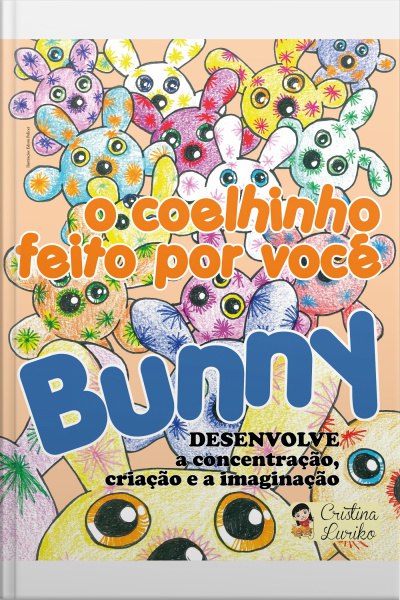 o coelhinho
feito por você
Bunny
DESENVOLVE
a concentração,
criação e a imaginação
Cristina
Luriko